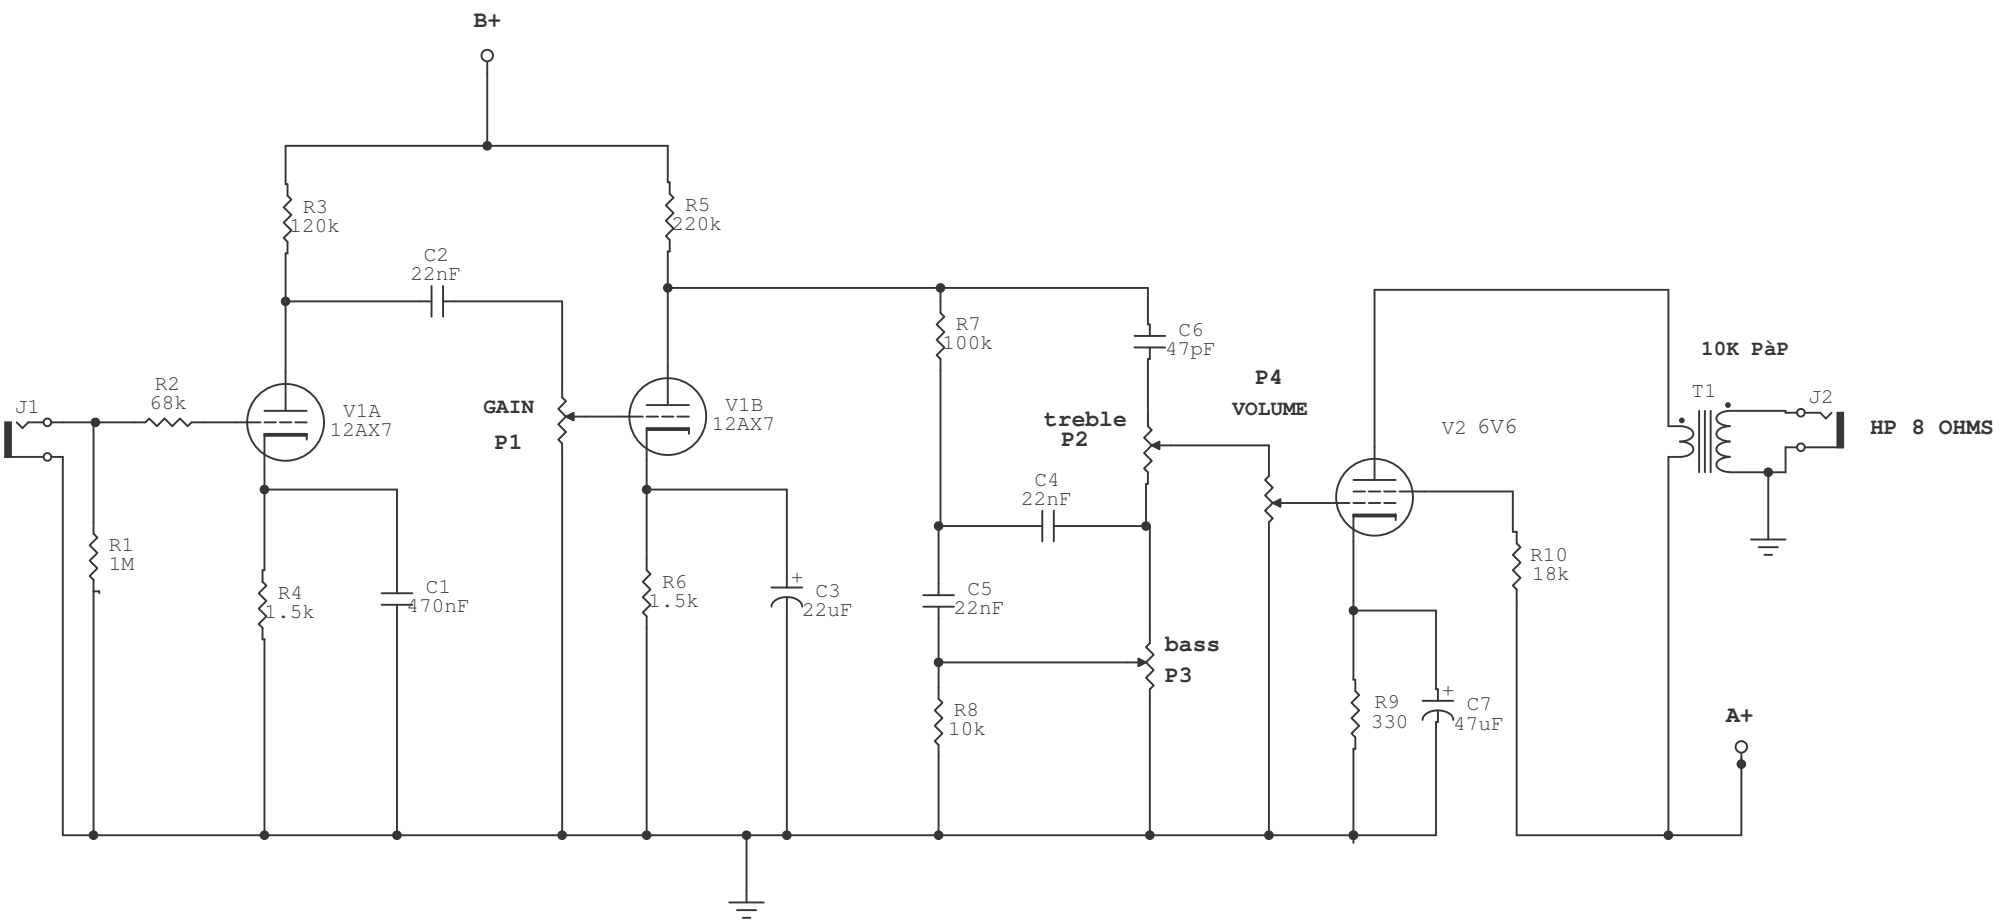 B+
R3
120k
R5
220k
C2
22nF
R7
100k
C6
47pF
10K PàP
J1
R2
68k
V1A
12AX7
GAIN
P1
V1B
12AX7
treble
P2
P4
VOLUME
V2 6V6
T1
J2
HP 8 OHMS
C4
22nF
R1
1M
R4
1.5k
C1
470nF
R6
1.5k
+
C3
22uF
C5
22nF
R10
18k
bass
P3
R8
10k
R9
330
+
C7
47uF
A+